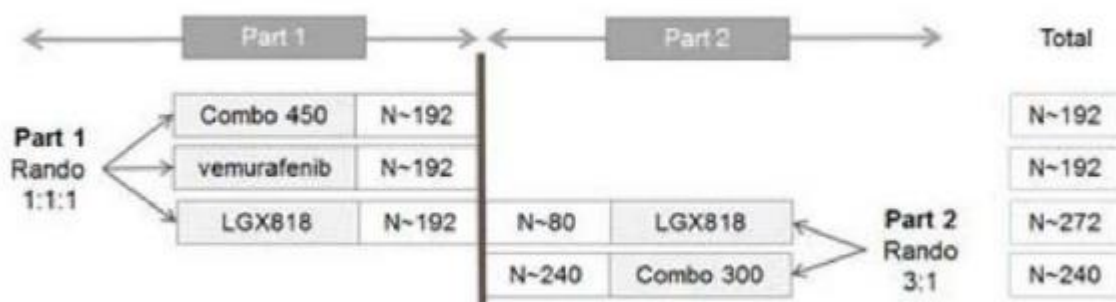 Part 1 Part 2 Total
Combo 450 N~192 N~192
Part 1
Rando
1:1:1
vemurafenib N~192 N~192
LGX818 N~192 N~80 LGX818 N~272
Part 2
Rando
3:1
N~240 Combo 300 N~240